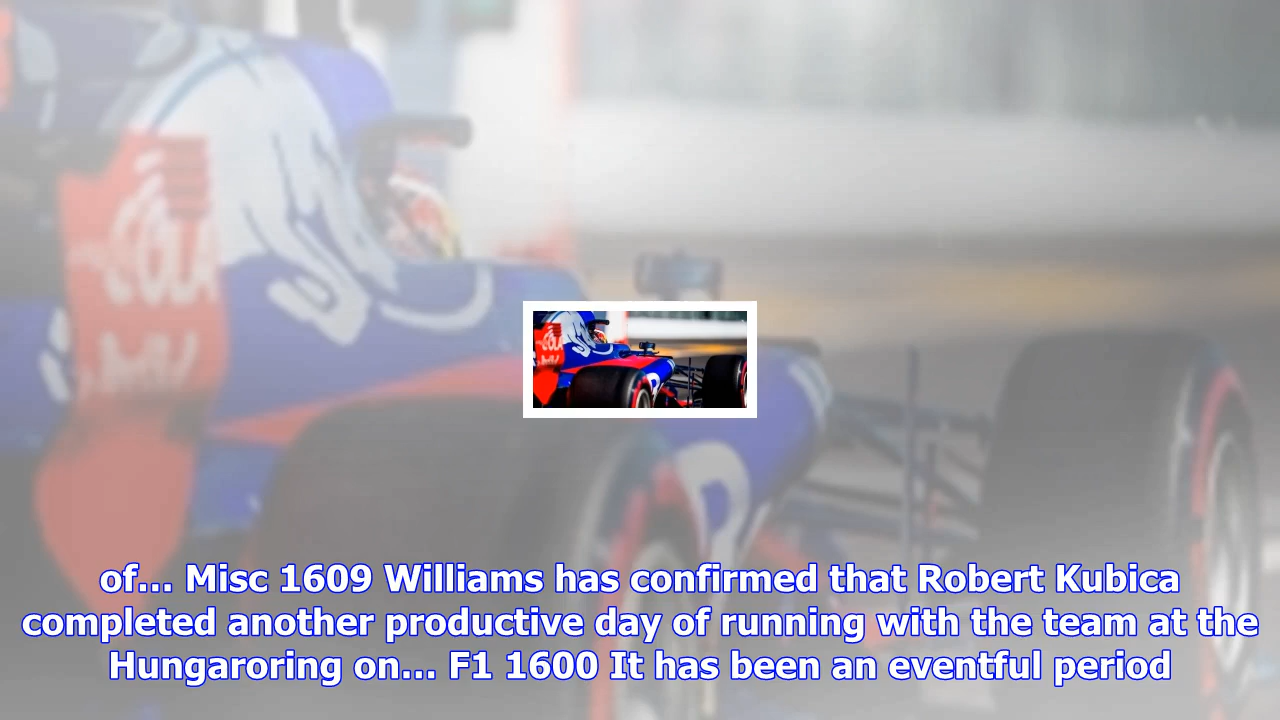 of... Misc 1609 Williams has confirmed that Robert Kubica
completed another productive day of running with the team at the
Hungaroring on... F1 1600 It has been an eventful period